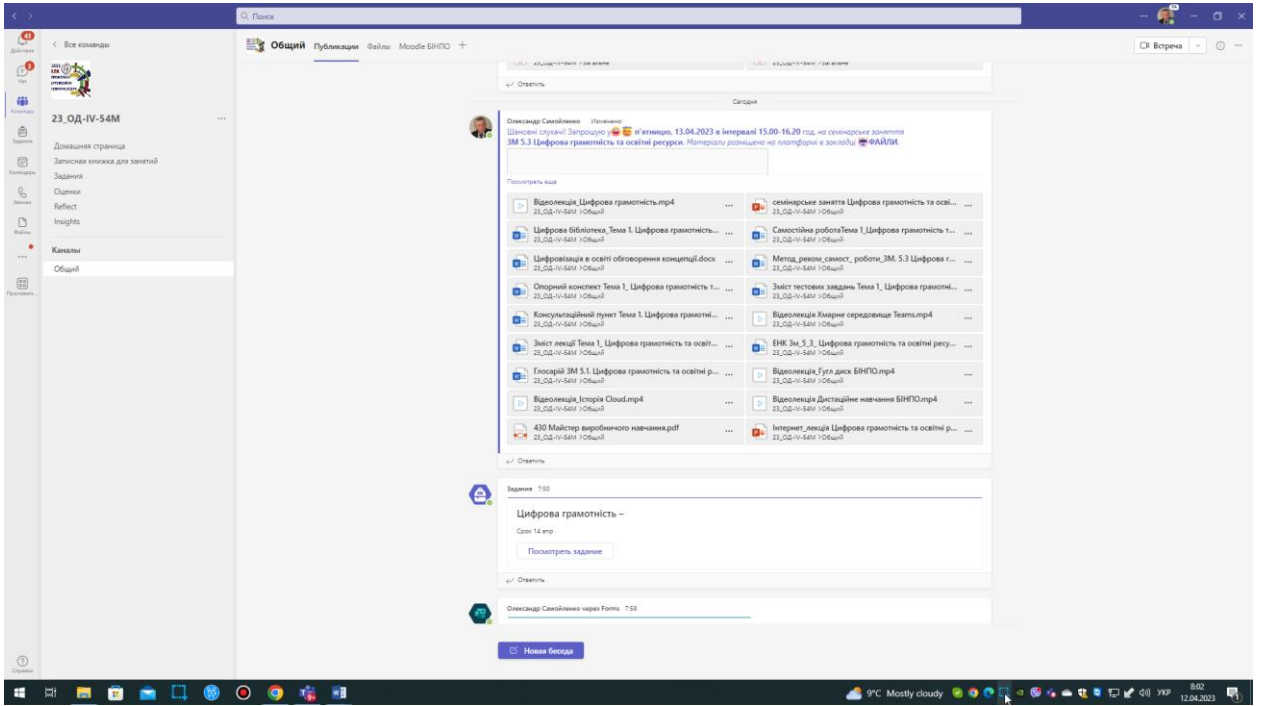 Поиск
41
Действия
Чат
Команды
Задания
Календарь
Звонки
Файлы
Справка
Все команды
23_ОД-IV-54М
Домашняя страница
Записная книжка для занятий
Задания
Оценки
Reflect
Insights
Каналы
Общий
Общий Публикации Файлы Moodle БІНПО
Встреча
Ответить
Сегодня
Олександр Самойленко Изменено
Шановні слухачі! Запрошую у п'ятницю, 13.04.2023 в інтервалі 15.00-16.20 год. на семінарське заняття
ЗМ 5.3 Цифрова грамотність та освітні ресурси. Матеріали розміщено на платформі в закладці ФАЙЛИ.
Посмотреть еще
Відеолекція_Цифрова грамотність.mp4
23_ОД-IV-54М > Общий
семінарське заняття Цифрова грамотність та осві...
23_ОД-IV-54М > Общий
Цифрова бібліотека_Тема 1. Цифрова грамотність...
23_ОД-IV-54М > Общий
Самостійна роботаТема 1_Цифрова грамотність т...
23_ОД-IV-54М > Общий
Цифровізація в освіті обговорення концепції.docx
23_ОД-IV-54М > Общий
Метод_реком_самост_ роботи_ЗМ. 5.3 Цифрова г...
23_ОД-IV-54М > Общий
Опорний конспект Тема 1_ Цифрова грамотність т...
23_ОД-IV-54М > Общий
Зміст тестових завдань Тема 1_ Цифрова грамотні...
23_ОД-IV-54М > Общий
Консультаційний пункт Тема 1. Цифрова грамотні...
23_ОД-IV-54М > Общий
Відеолекція Хмарне середовище Teams.mp4
23_ОД-IV-54М > Общий
Зміст лекції Тема 1_ Цифрова грамотність та освіт...
23_ОД-IV-54М > Общий
ЕНК Зм_5_3_ Цифрова грамотність та освітні ресу...
23_ОД-IV-54М > Общий
Глосарій ЗМ 5.1. Цифрова грамотність та освітні р...
23_ОД-IV-54М > Общий
Відеолекція_Гугл диск БІНПО.mp4
23_ОД-IV-54М > Общий
Відеолекція_Історія Cloud.mp4
23_ОД-IV-54М > Общий
Відеолекція Дистаційне навчання БІНПО.mp4
23_ОД-IV-54М > Общий
430 Майстер виробничого навчання.pdf
23_ОД-IV-54М > Общий
Інтернет_лекція Цифрова грамотність та освітні р...
23_ОД-IV-54М > Общий
Ответить
Задания 7:50
Цифрова грамотність –
Срок 14 апр
Посмотреть задание
Ответить
Олександр Самойленко через Forms 7:53
Новая беседа
9°C Mostly cloudy
УКР
8:02
12.04.2023